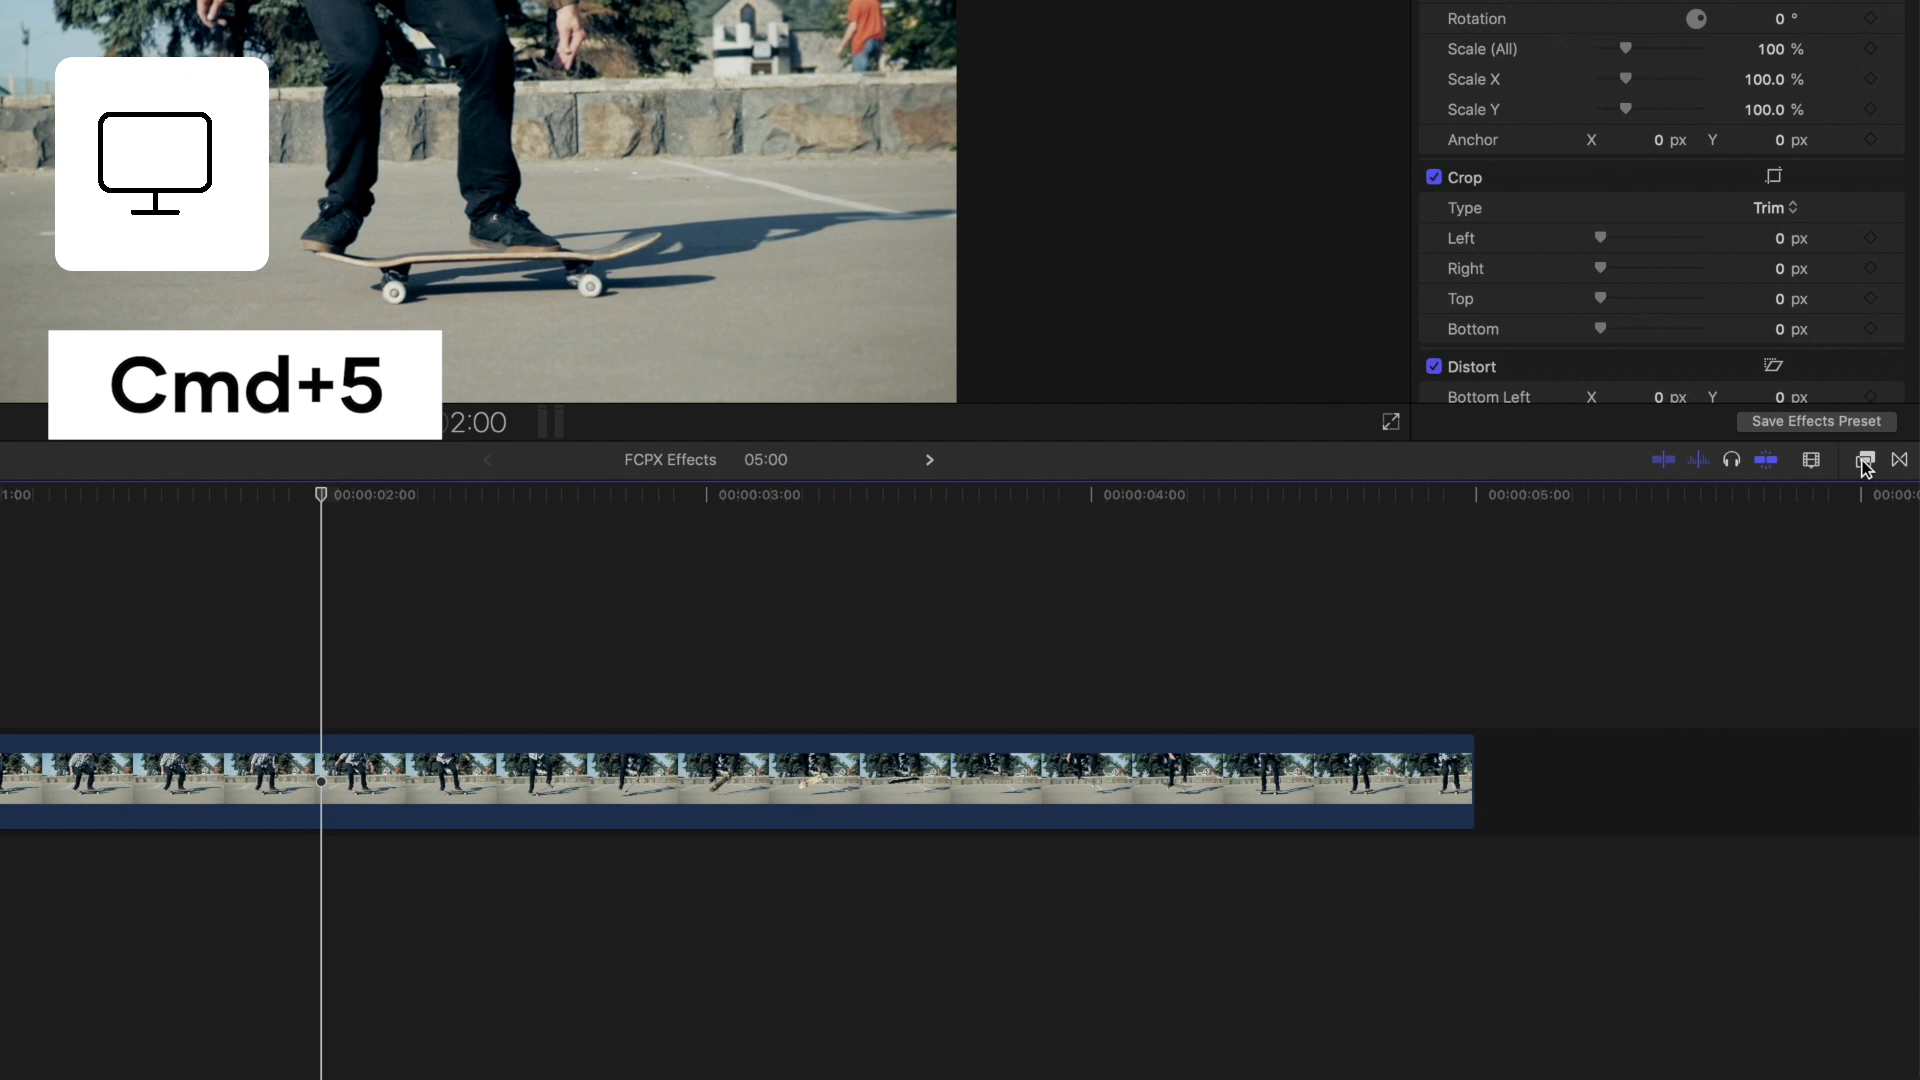 Rotation 0 °
Scale (All) 100 %
Scale X 100.0 %
Scale Y 100.0 %
Anchor X 0 px Y 0 px
Crop
Type Trim
Left 0 px
Right 0 px
Top 0 px
Bottom 0 px
Distort
Bottom Left X 0 px Y 0 px
Cmd+5
02:00
Save Effects Preset
FCPX Effects 05:00
1:00 00:00:02:00 00:00:03:00 00:00:04:00 00:00:05:00 00:00:0